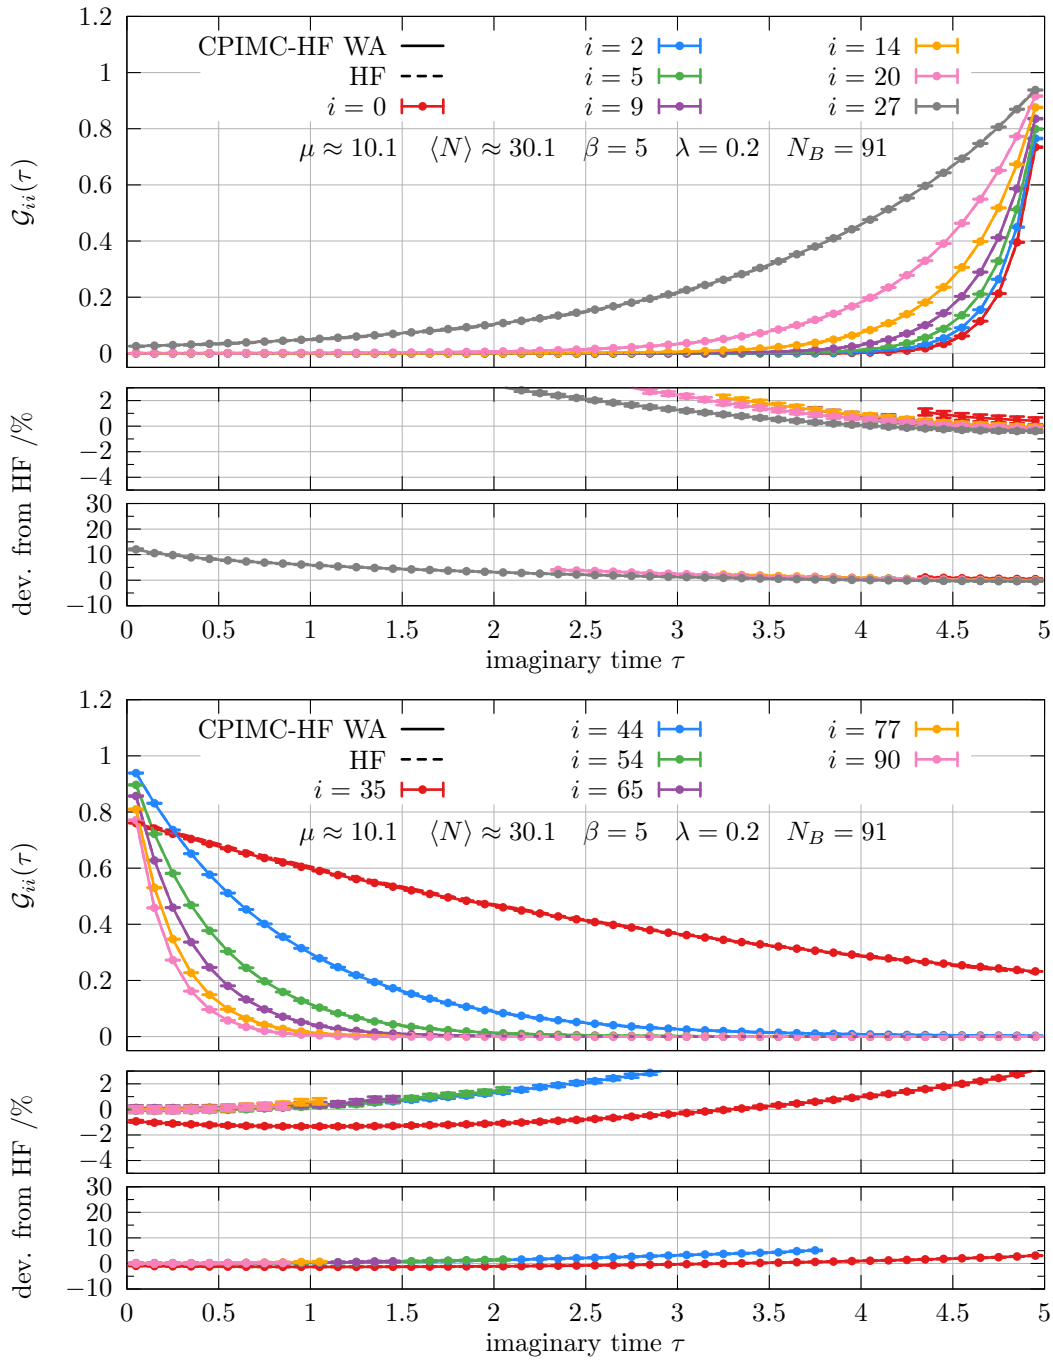 1.2
1
0.8
0.6
0.4
0.2
0
𝒢ᵢᵢ(τ)
CPIMC-HF WA
HF
i = 0
i = 2
i = 5
i = 9
i = 14
i = 20
i = 27
μ ≈ 10.1 ⟨N⟩ ≈ 30.1 β = 5 λ = 0.2 N_B = 91
2
0
−2
−4
dev. from HF /%
30
20
10
0
−10
0 0.5 1 1.5 2 2.5 3 3.5 4 4.5 5
imaginary time τ
1.2
1
0.8
0.6
0.4
0.2
0
𝒢ᵢᵢ(τ)
CPIMC-HF WA
HF
i = 35
i = 44
i = 54
i = 65
i = 77
i = 90
μ ≈ 10.1 ⟨N⟩ ≈ 30.1 β = 5 λ = 0.2 N_B = 91
2
0
−2
−4
dev. from HF /%
30
20
10
0
−10
0 0.5 1 1.5 2 2.5 3 3.5 4 4.5 5
imaginary time τ